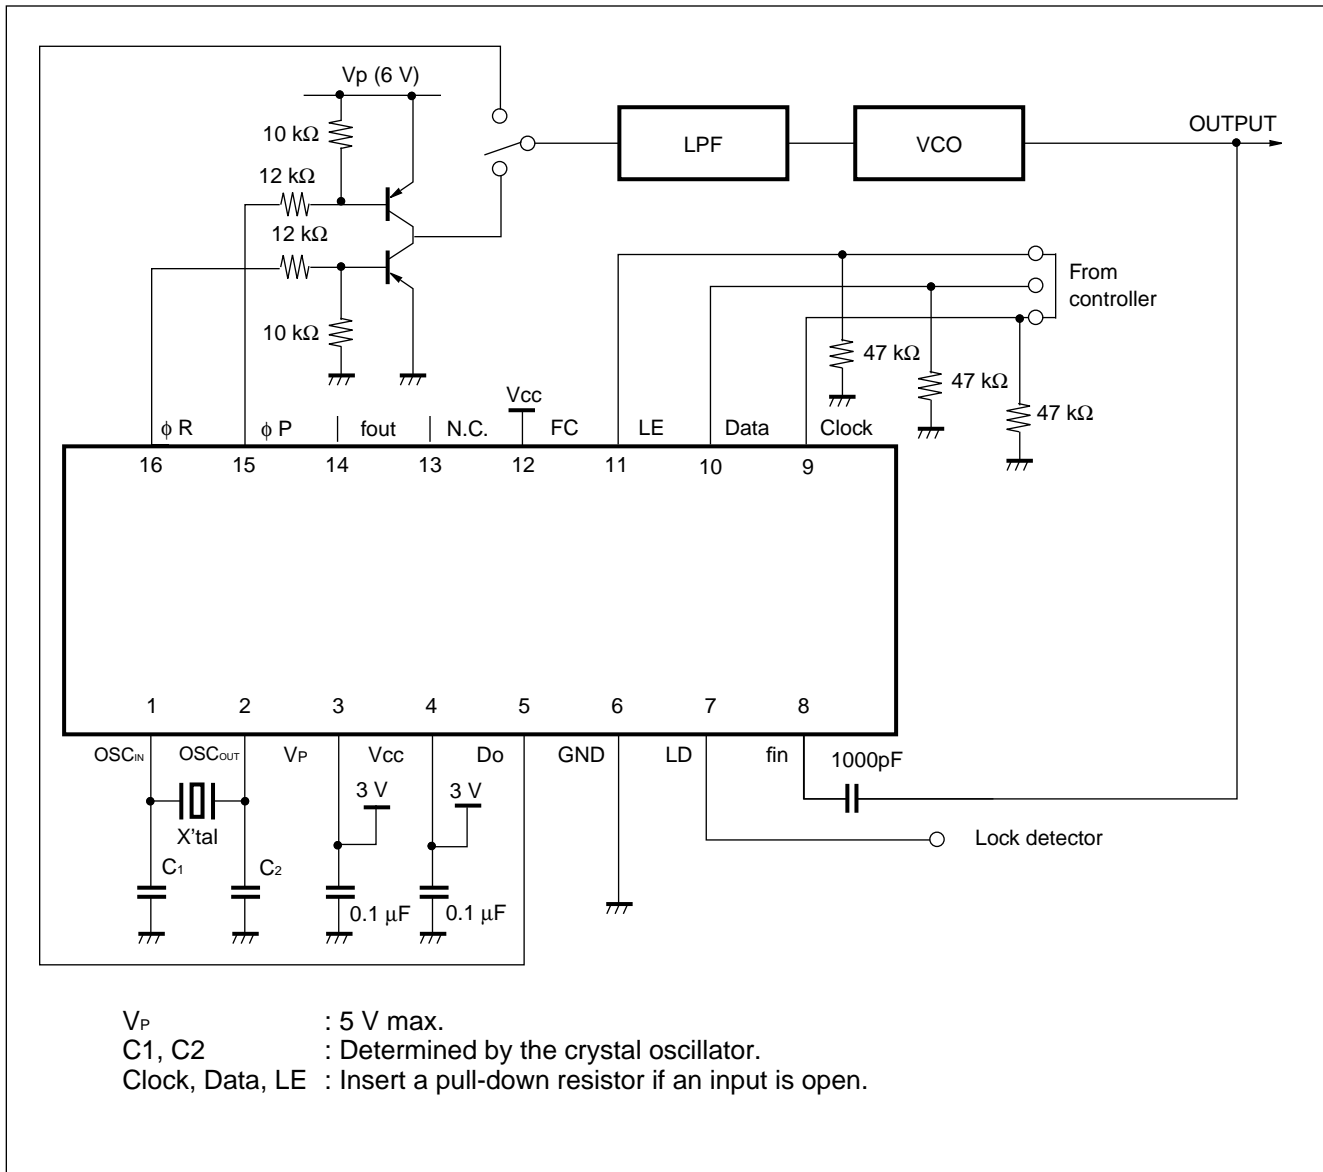 Vp (6 V)
10 kΩ
12 kΩ
12 kΩ
10 kΩ
LPF
VCO
OUTPUT
From
controller
47 kΩ
47 kΩ
47 kΩ
Vcc
ϕ R
ϕ P
fout
N.C.
FC
LE
Data
Clock
16
15
14
13
12
11
10
9
1
2
3
4
5
6
7
8
OSCIN
OSCOUT
VP
Vcc
Do
GND
LD
fin
1000pF
3 V
3 V
X'tal
C1
C2
0.1 μF
0.1 μF
Lock detector
VP : 5 V max.
C1, C2 : Determined by the crystal oscillator.
Clock, Data, LE : Insert a pull-down resistor if an input is open.